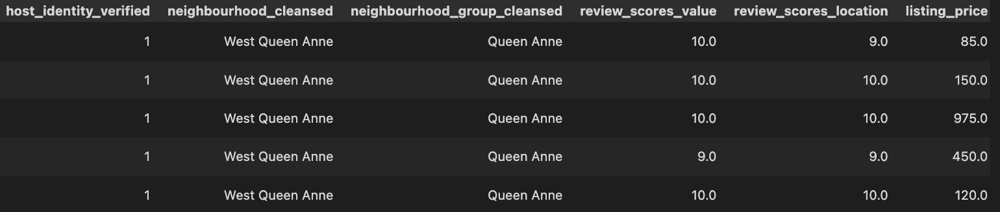 host_identity_verified neighbourhood_cleansed neighbourhood_group_cleansed review_scores_value review_scores_location listing_price
1 West Queen Anne Queen Anne 10.0 9.0 85.0
1 West Queen Anne Queen Anne 10.0 10.0 150.0
1 West Queen Anne Queen Anne 10.0 10.0 975.0
1 West Queen Anne Queen Anne 9.0 9.0 450.0
1 West Queen Anne Queen Anne 10.0 10.0 120.0